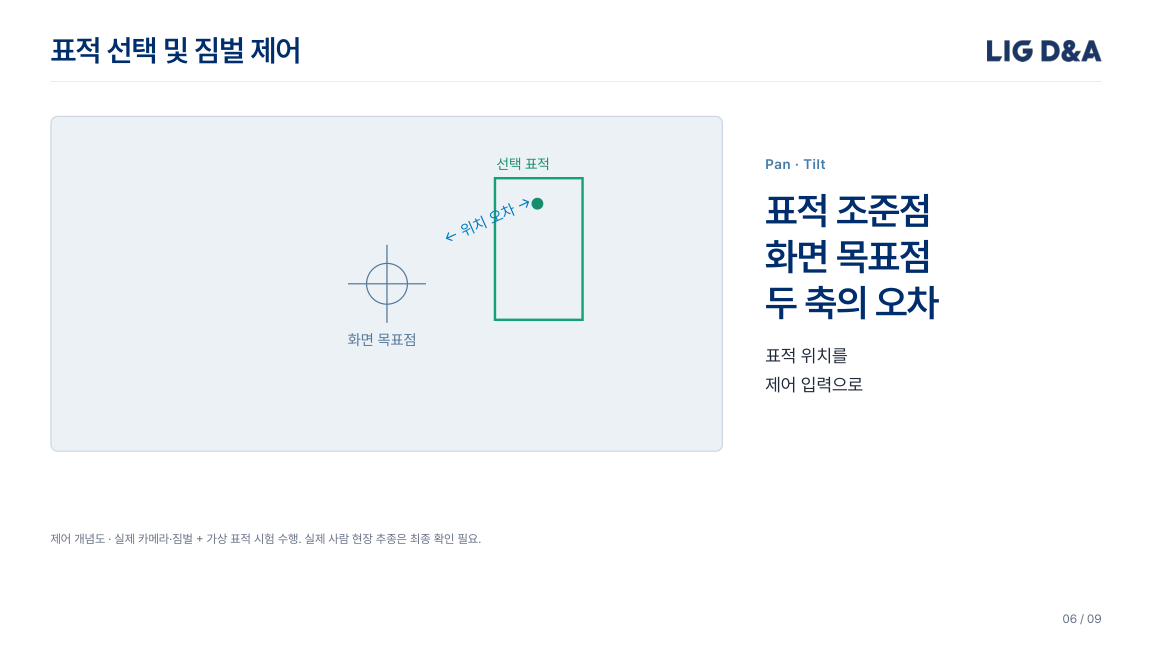 표적 선택 및 짐벌 제어
LIG D&A
선택 표적
← 위치 오차 →
화면 목표점
Pan · Tilt
표적 조준점
화면 목표점
두 축의 오차
표적 위치를
제어 입력으로
제어 개념도 · 실제 카메라·짐벌 + 가상 표적 시험 수행. 실제 사람 현장 추종은 최종 확인 필요.
06 / 09